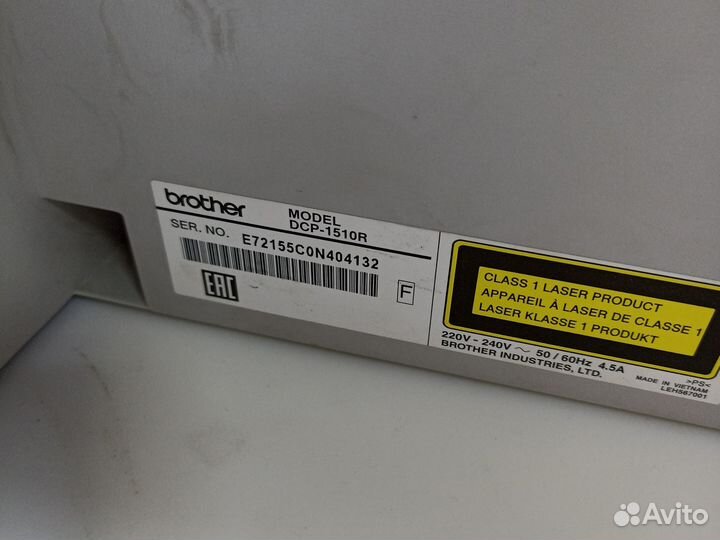 brother
MODEL
DCP-1510R
SER. NO.
E72155C0N404132
EAC
F
CLASS 1 LASER PRODUCT
APPAREIL À LASER DE CLASSE 1
LASER KLASSE 1 PRODUKT
220V - 240V ~ 50 / 60Hz 4.5A
BROTHER INDUSTRIES, LTD.
>PS<
MADE IN VIETNAM
LEH567001
Avito